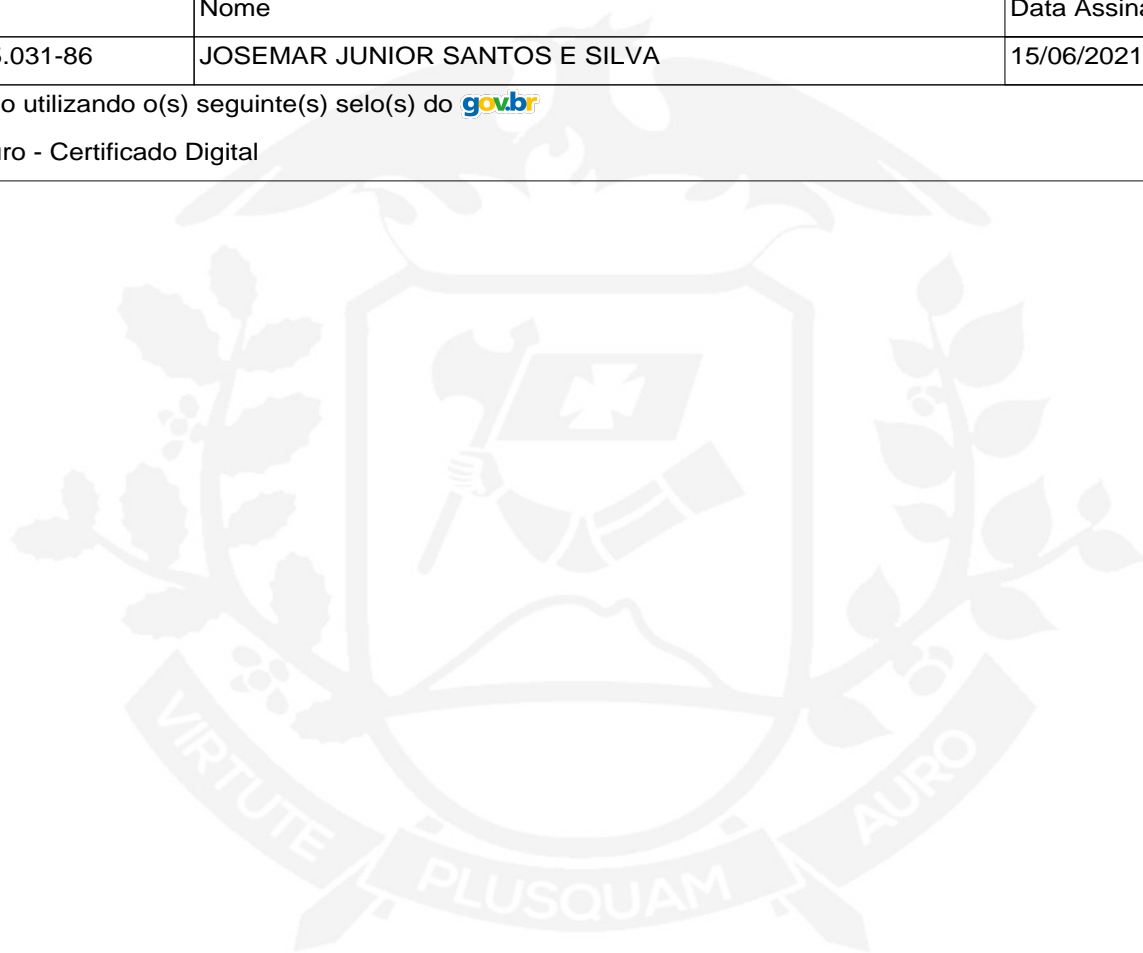 Nome Data Assina
.031-86 JOSEMAR JUNIOR SANTOS E SILVA 15/06/2021
o utilizando o(s) seguinte(s) selo(s) do gov.br
uro - Certificado Digital
VIRTUTE PLUSQUAM AURO